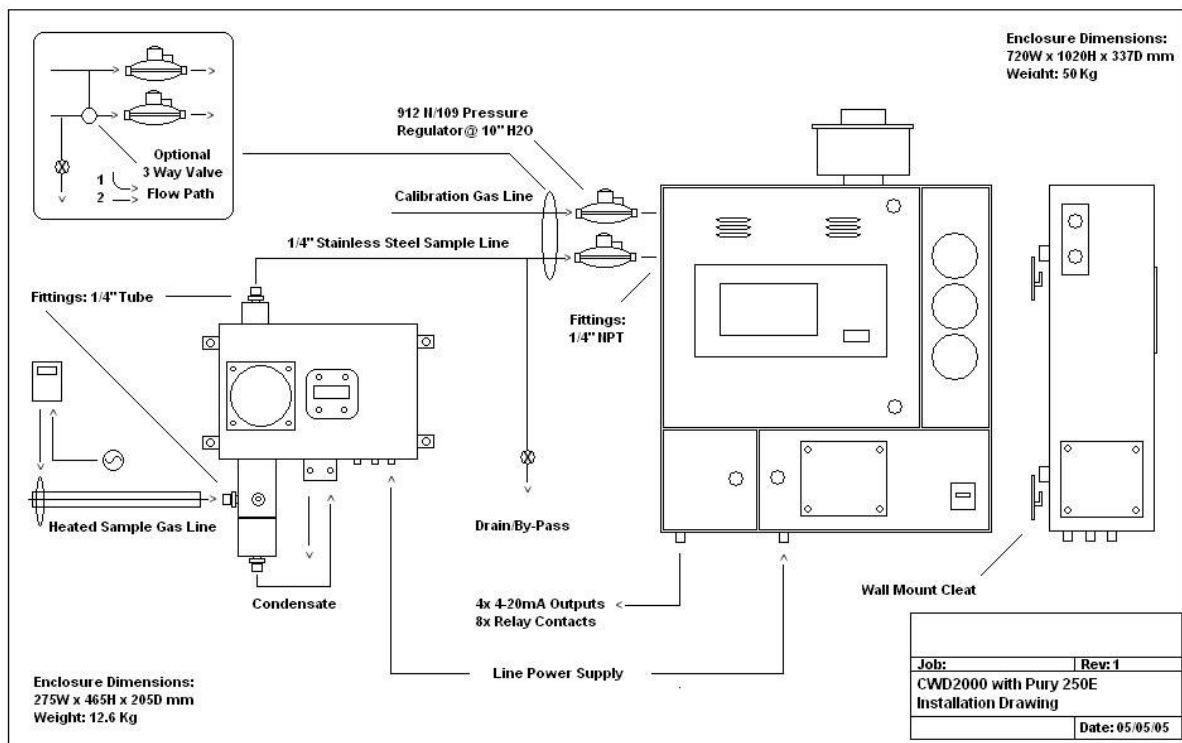 Enclosure Dimensions:
720W x 1020H x 337D mm
Weight: 50 Kg
912 N/109 Pressure
Regulator @ 10" H2O
Optional
3 Way Valve
1
2
Flow Path
Calibration Gas Line
1/4" Stainless Steel Sample Line
Fittings: 1/4" Tube
Fittings:
1/4" NPT
Heated Sample Gas Line
Drain/By-Pass
Condensate
Wall Mount Cleat
4x 4-20mA Outputs
8x Relay Contacts
Line Power Supply
Enclosure Dimensions:
275W x 465H x 205D mm
Weight: 12.6 Kg
Job:
Rev: 1
CWD2000 with Pury 250E
Installation Drawing
Date: 05/05/05